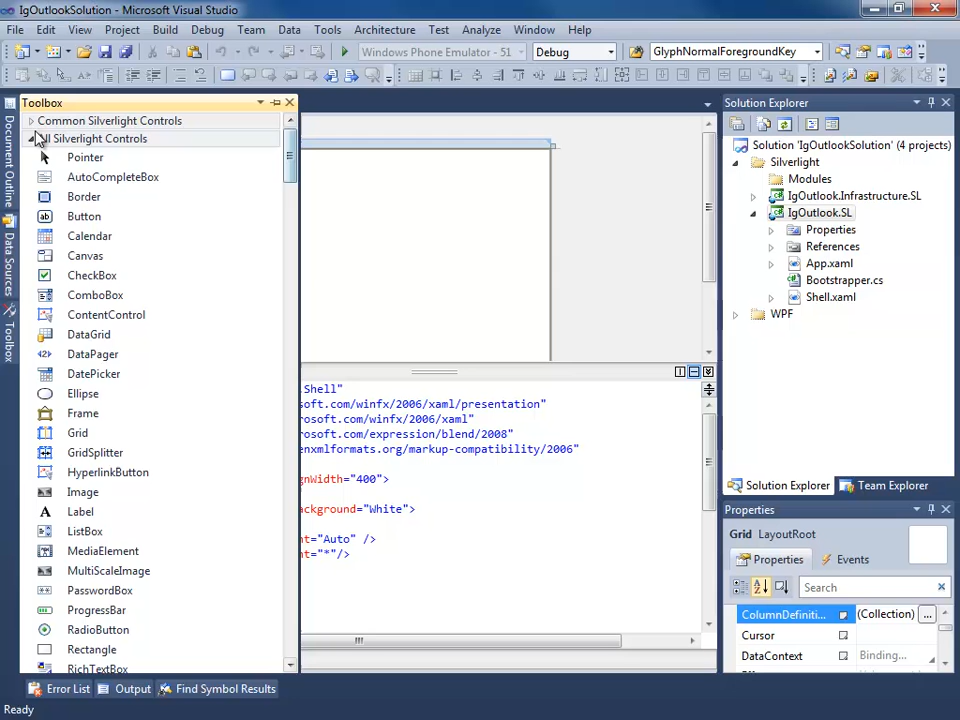 IgOutlookSolution - Microsoft Visual Studio
File Edit View Project Build Debug Team Data Tools Architecture Test Analyze Window Help
Windows Phone Emulator - 51 Debug GlyphNormalForegroundKey
Toolbox
Common Silverlight Controls
All Silverlight Controls
Pointer
AutoCompleteBox
Border
Button
Calendar
Canvas
CheckBox
ComboBox
ContentControl
DataGrid
DataPager
DatePicker
Ellipse
Frame
Grid
GridSplitter
HyperlinkButton
Image
Label
ListBox
MediaElement
MultiScaleImage
PasswordBox
ProgressBar
RadioButton
Rectangle
RichTextBox
Document Outline
Data Sources
Toolbox
Shell"
soft.com/winfx/2006/xaml/presentation"
rosoft.com/winfx/2006/xaml"
rosoft.com/expression/blend/2008"
enxmlformats.org/markup-compatibility/2006"
gnWidth="400">
ackground="White">
nt="Auto" />
nt="*"/>
Solution Explorer
Solution 'IgOutlookSolution' (4 projects)
Silverlight
Modules
IgOutlook.Infrastructure.SL
IgOutlook.SL
Properties
References
App.xaml
Bootstrapper.cs
Shell.xaml
WPF
Solution Explorer Team Explorer
Properties
Grid LayoutRoot
Properties Events
Search
ColumnDefiniti... (Collection) ...
Cursor
DataContext Binding...
Error List Output Find Symbol Results
Ready